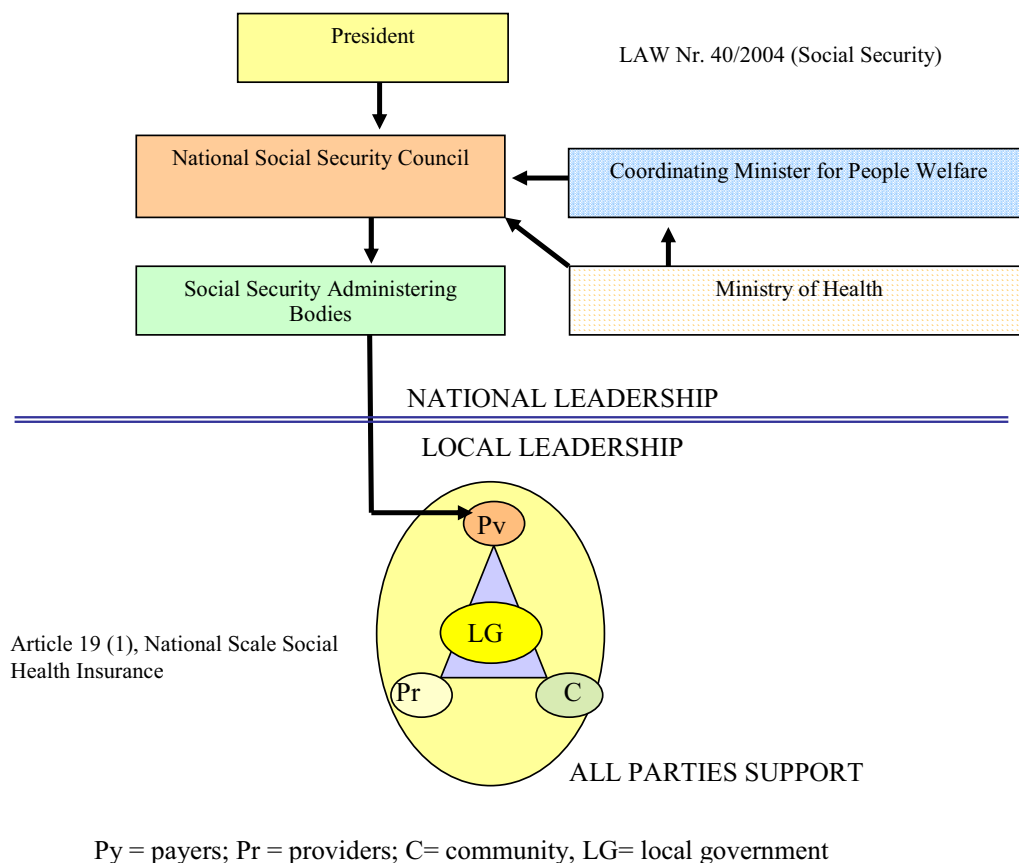 President
LAW Nr. 40/2004 (Social Security)
National Social Security Council
Coordinating Minister for People Welfare
Social Security Administering
Bodies
Ministry of Health
NATIONAL LEADERSHIP
LOCAL LEADERSHIP
Pv
LG
Article 19 (1), National Scale Social
Health Insurance
Pr
C
ALL PARTIES SUPPORT
Py = payers; Pr = providers; C= community, LG= local government